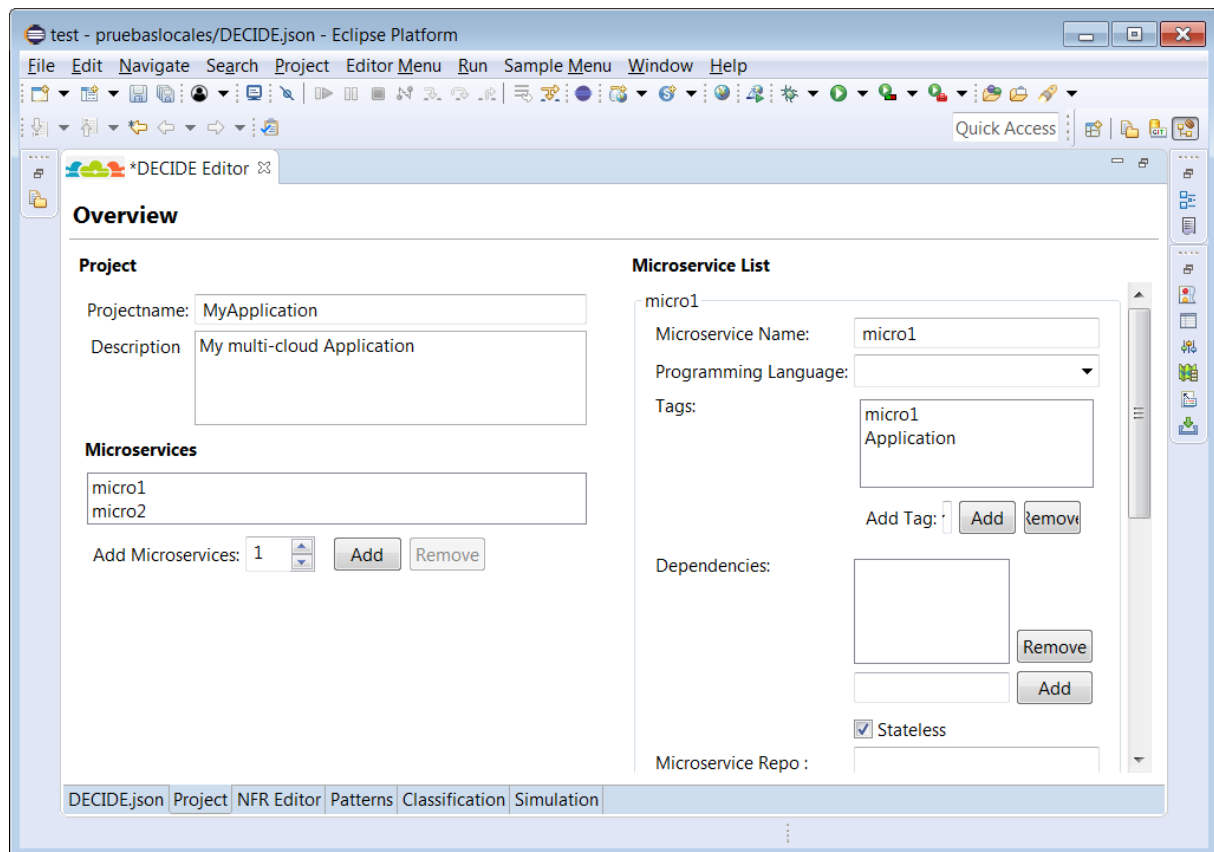 test - pruebaslocales/DECIDE.json - Eclipse Platform
File Edit Navigate Search Project Editor Menu Run Sample Menu Window Help
Quick Access
GIT
*DECIDE Editor
Overview
Project
Projectname: MyApplication
Description My multi-cloud Application
Microservices
micro1
micro2
Add Microservices: 1 Add Remove
Microservice List
micro1
Microservice Name: micro1
Programming Language:
Tags:
micro1
Application
Add Tag: Add Remove
Dependencies:
Remove
Add
Stateless
Microservice Repo :
DECIDE.json Project NFR Editor Patterns Classification Simulation